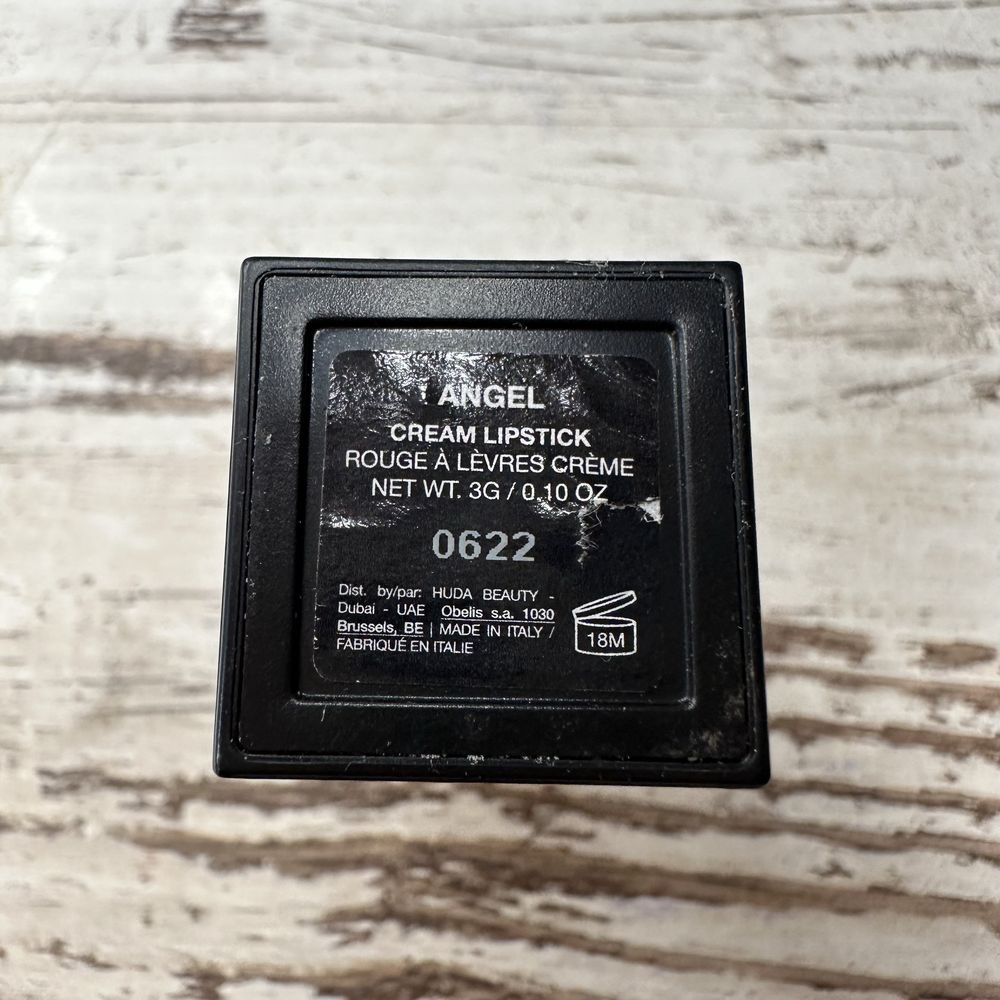 ANGEL
CREAM LIPSTICK
ROUGE À LÈVRES CRÈME
NET WT. 3G / 0.10 OZ
0622
Dist. by/par: HUDA BEAUTY -
Dubai - UAE Obelis s.a. 1030
Brussels, BE | MADE IN ITALY /
FABRIQUÉ EN ITALIE
18M